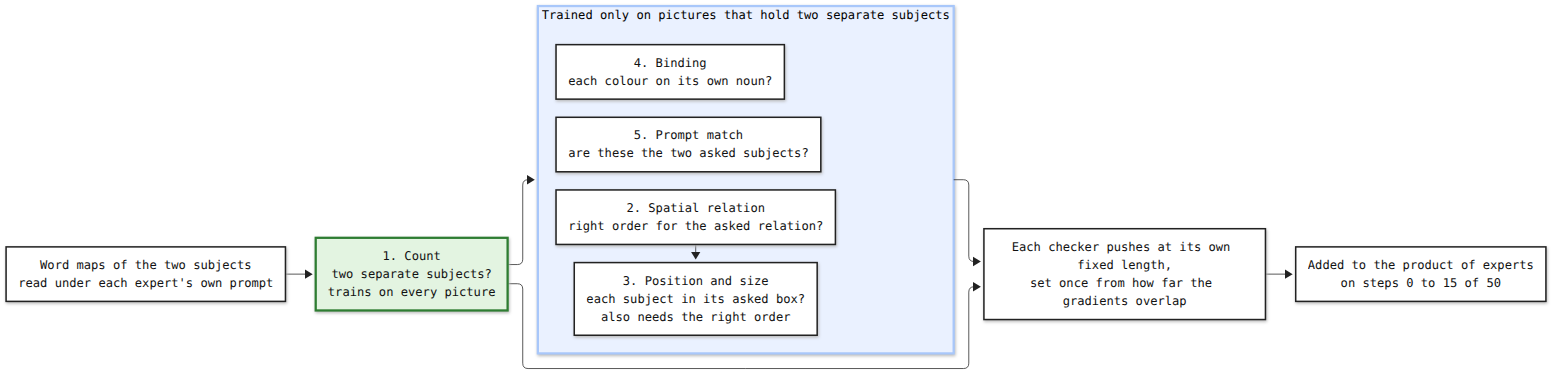 Trained only on pictures that hold two separate subjects
4. Binding
each colour on its own noun?
5. Prompt match
are these the two asked subjects?
2. Spatial relation
right order for the asked relation?
3. Position and size
each subject in its asked box?
also needs the right order
Word maps of the two subjects
read under each expert's own prompt
1. Count
two separate subjects?
trains on every picture
Each checker pushes at its own
fixed length,
set once from how far the
gradients overlap
Added to the product of experts
on steps 0 to 15 of 50